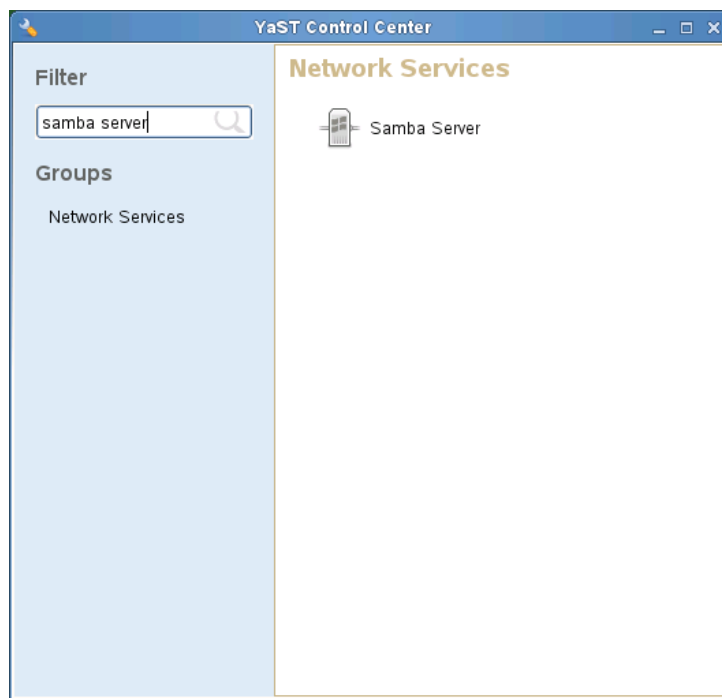 YaST Control Center
Filter
samba server
Groups
Network Services
Network Services
Samba Server